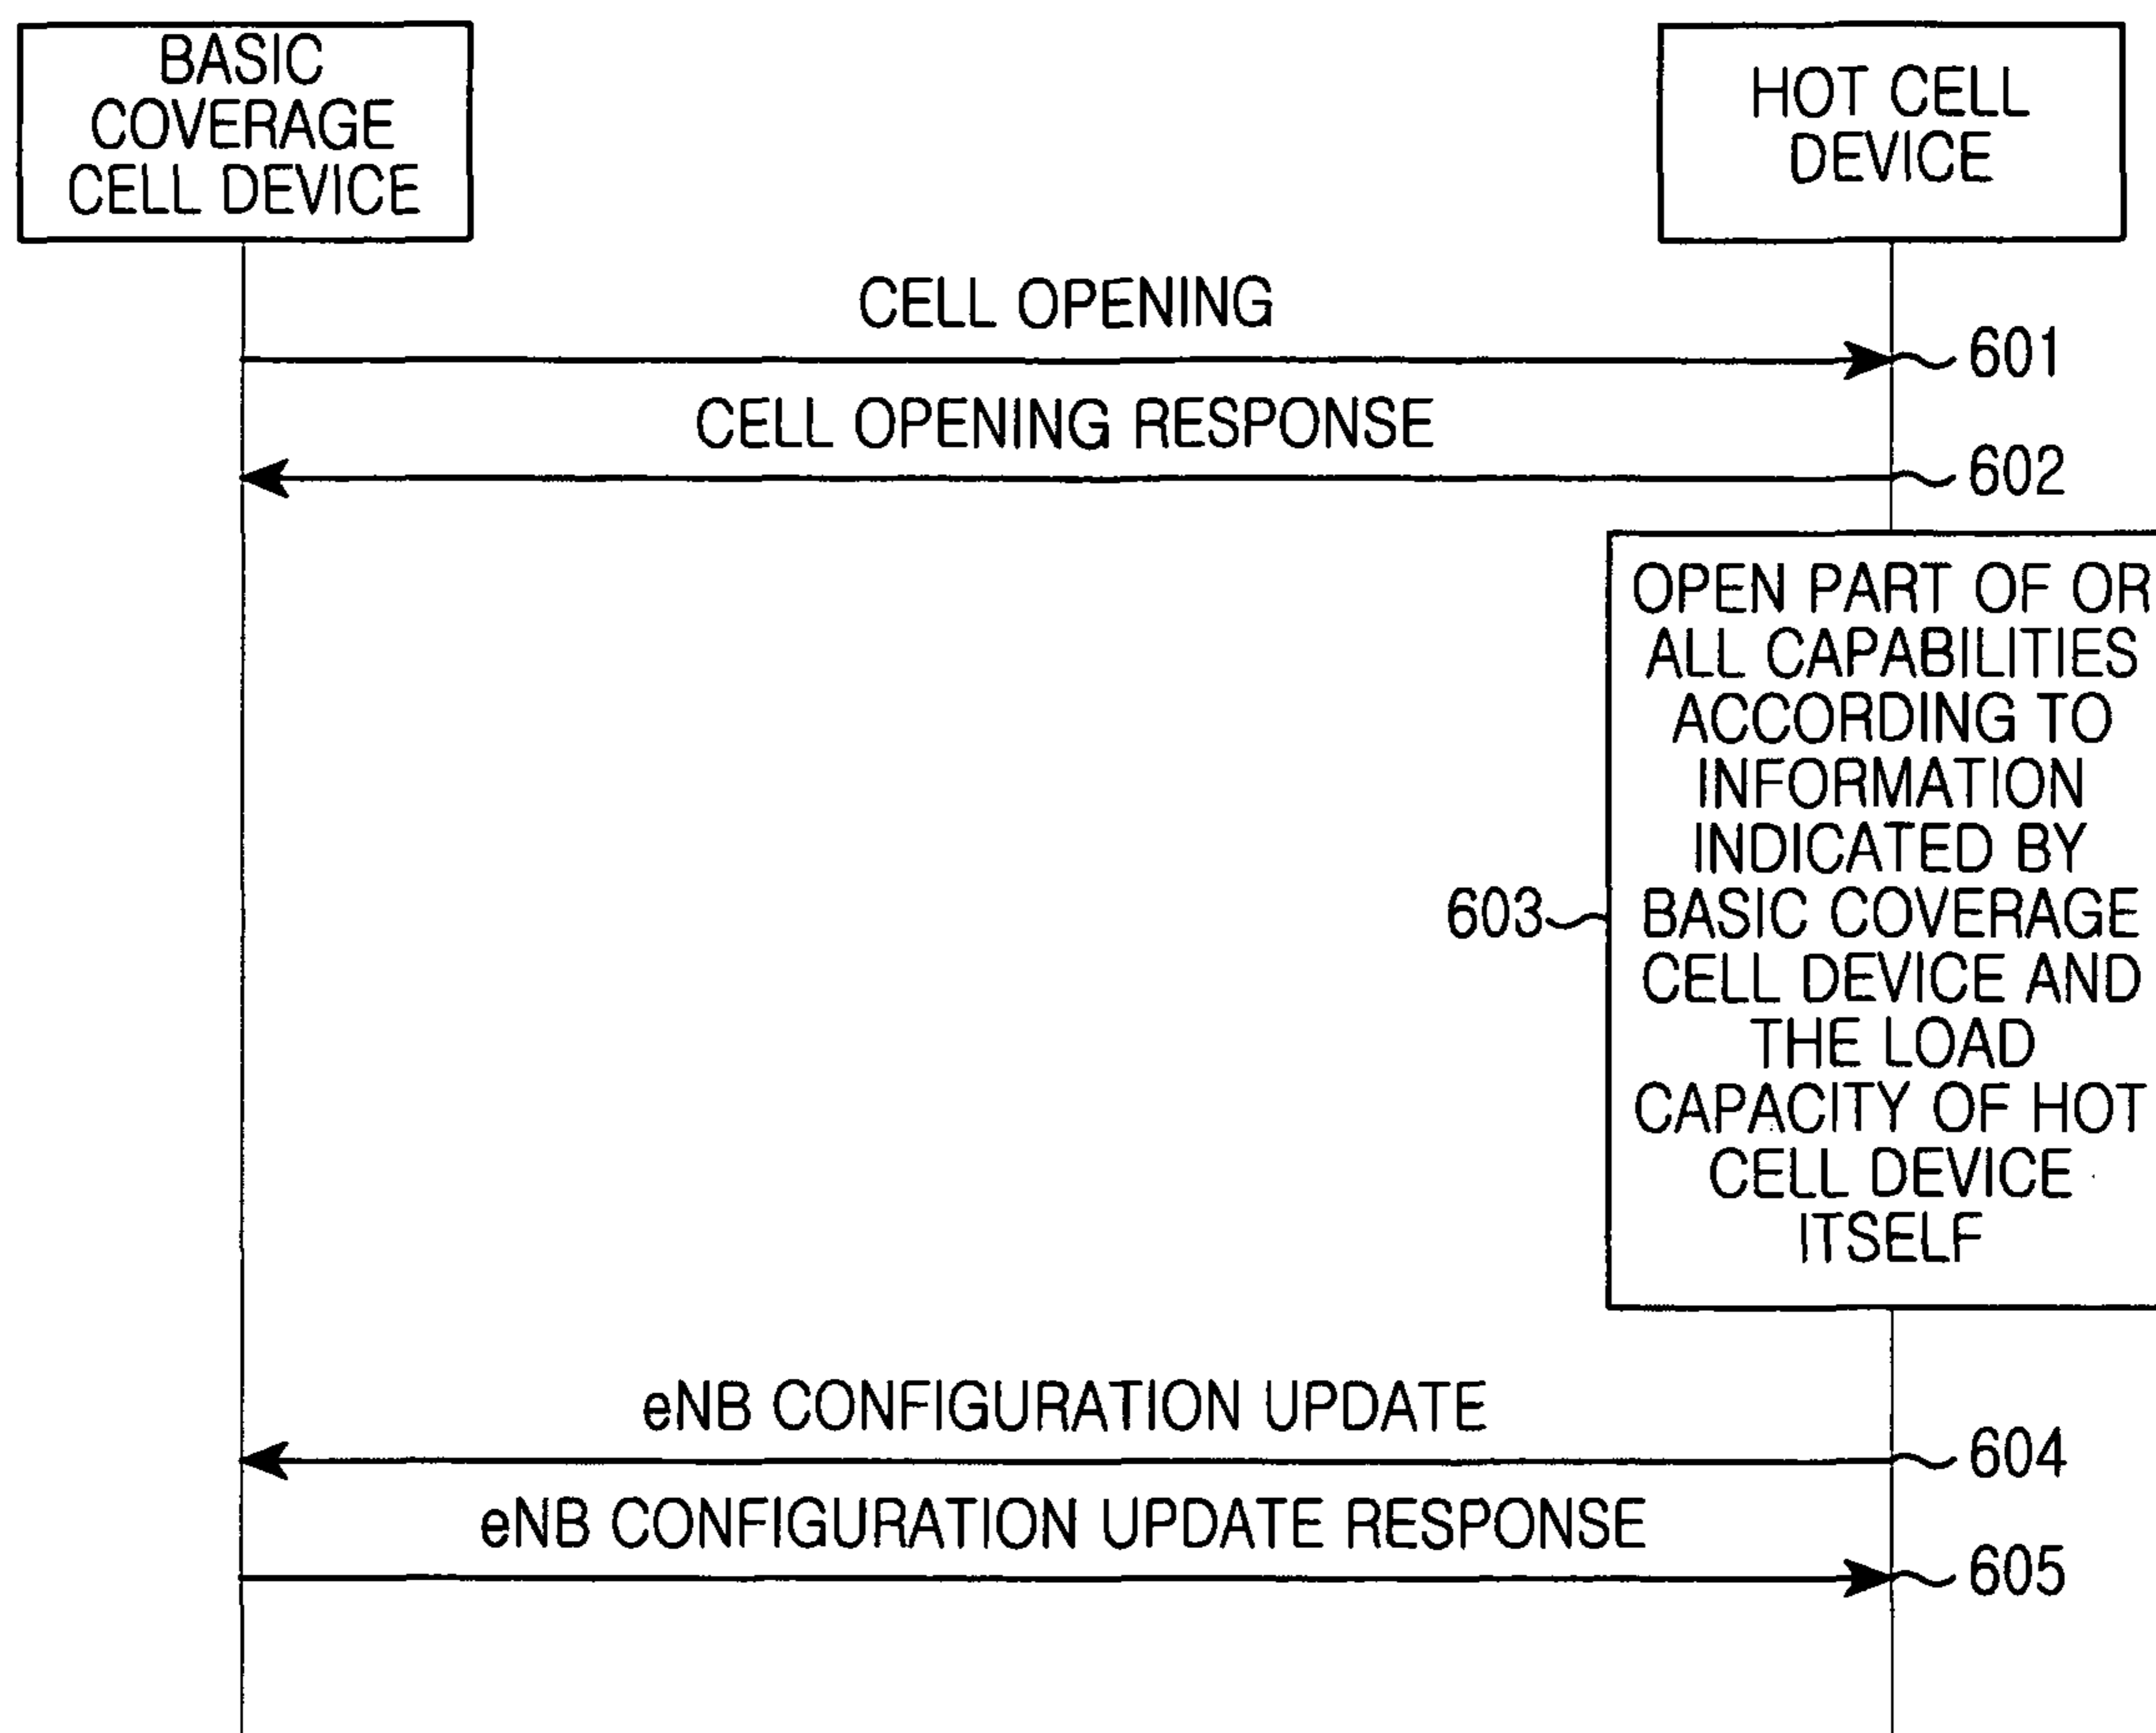 BASIC
COVERAGE
CELL DEVICE
HOT CELL
DEVICE
CELL OPENING
601
CELL OPENING RESPONSE
602
OPEN PART OF OR
ALL CAPABILITIES
ACCORDING TO
INFORMATION
INDICATED BY
BASIC COVERAGE
CELL DEVICE AND
THE LOAD
CAPACITY OF HOT
CELL DEVICE
ITSELF
603
eNB CONFIGURATION UPDATE
604
eNB CONFIGURATION UPDATE RESPONSE
605